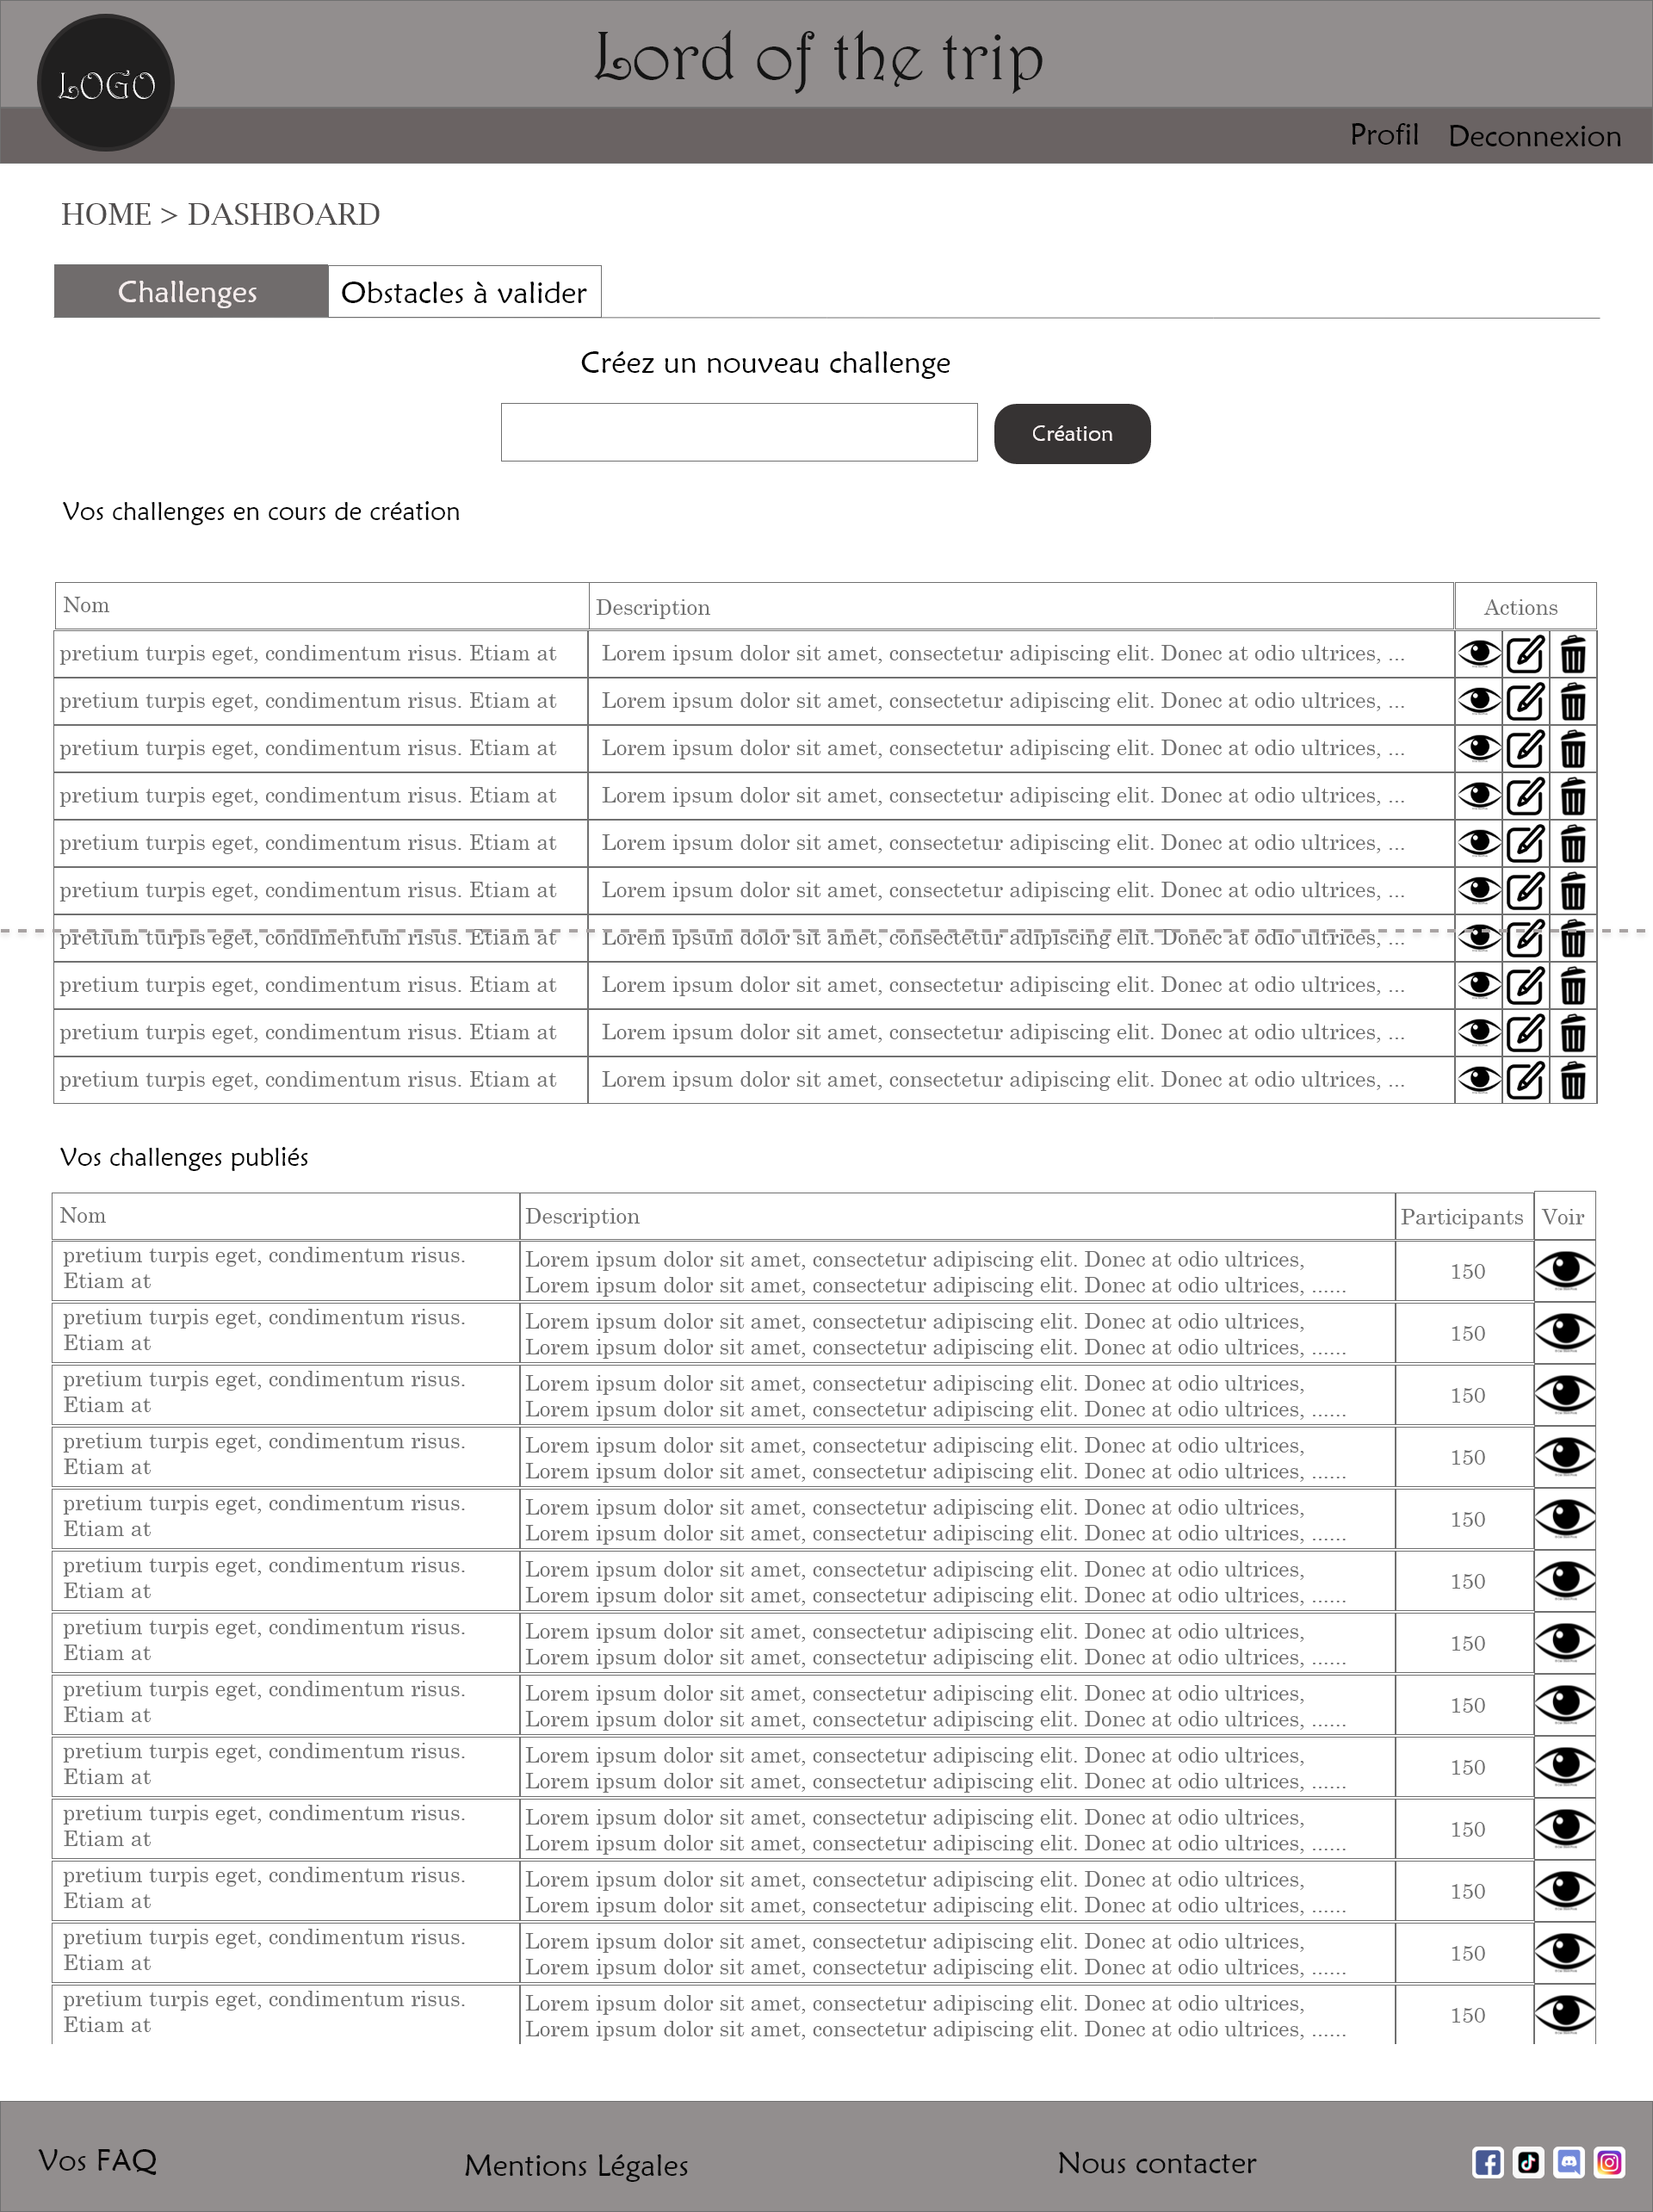 LOGO
Lord of the trip
Profil Deconnexion
HOME > DASHBOARD
Challenges Obstacles à valider
Créez un nouveau challenge
Création
Vos challenges en cours de création
Nom Description Actions
pretium turpis eget, condimentum risus. Etiam at Lorem ipsum dolor sit amet, consectetur adipiscing elit. Donec at odio ultrices, ...
pretium turpis eget, condimentum risus. Etiam at Lorem ipsum dolor sit amet, consectetur adipiscing elit. Donec at odio ultrices, ...
pretium turpis eget, condimentum risus. Etiam at Lorem ipsum dolor sit amet, consectetur adipiscing elit. Donec at odio ultrices, ...
pretium turpis eget, condimentum risus. Etiam at Lorem ipsum dolor sit amet, consectetur adipiscing elit. Donec at odio ultrices, ...
pretium turpis eget, condimentum risus. Etiam at Lorem ipsum dolor sit amet, consectetur adipiscing elit. Donec at odio ultrices, ...
pretium turpis eget, condimentum risus. Etiam at Lorem ipsum dolor sit amet, consectetur adipiscing elit. Donec at odio ultrices, ...
pretium turpis eget, condimentum risus. Etiam at Lorem ipsum dolor sit amet, consectetur adipiscing elit. Donec at odio ultrices, ...
pretium turpis eget, condimentum risus. Etiam at Lorem ipsum dolor sit amet, consectetur adipiscing elit. Donec at odio ultrices, ...
pretium turpis eget, condimentum risus. Etiam at Lorem ipsum dolor sit amet, consectetur adipiscing elit. Donec at odio ultrices, ...
pretium turpis eget, condimentum risus. Etiam at Lorem ipsum dolor sit amet, consectetur adipiscing elit. Donec at odio ultrices, ...
Vos challenges publiés
Nom Description Participants Voir
pretium turpis eget, condimentum risus. Lorem ipsum dolor sit amet, consectetur adipiscing elit. Donec at odio ultrices,
Etiam at Lorem ipsum dolor sit amet, consectetur adipiscing elit. Donec at odio ultrices, ...... 150
pretium turpis eget, condimentum risus. Lorem ipsum dolor sit amet, consectetur adipiscing elit. Donec at odio ultrices,
Etiam at Lorem ipsum dolor sit amet, consectetur adipiscing elit. Donec at odio ultrices, ...... 150
pretium turpis eget, condimentum risus. Lorem ipsum dolor sit amet, consectetur adipiscing elit. Donec at odio ultrices,
Etiam at Lorem ipsum dolor sit amet, consectetur adipiscing elit. Donec at odio ultrices, ...... 150
pretium turpis eget, condimentum risus. Lorem ipsum dolor sit amet, consectetur adipiscing elit. Donec at odio ultrices,
Etiam at Lorem ipsum dolor sit amet, consectetur adipiscing elit. Donec at odio ultrices, ...... 150
pretium turpis eget, condimentum risus. Lorem ipsum dolor sit amet, consectetur adipiscing elit. Donec at odio ultrices,
Etiam at Lorem ipsum dolor sit amet, consectetur adipiscing elit. Donec at odio ultrices, ...... 150
pretium turpis eget, condimentum risus. Lorem ipsum dolor sit amet, consectetur adipiscing elit. Donec at odio ultrices,
Etiam at Lorem ipsum dolor sit amet, consectetur adipiscing elit. Donec at odio ultrices, ...... 150
pretium turpis eget, condimentum risus. Lorem ipsum dolor sit amet, consectetur adipiscing elit. Donec at odio ultrices,
Etiam at Lorem ipsum dolor sit amet, consectetur adipiscing elit. Donec at odio ultrices, ...... 150
pretium turpis eget, condimentum risus. Lorem ipsum dolor sit amet, consectetur adipiscing elit. Donec at odio ultrices,
Etiam at Lorem ipsum dolor sit amet, consectetur adipiscing elit. Donec at odio ultrices, ...... 150
pretium turpis eget, condimentum risus. Lorem ipsum dolor sit amet, consectetur adipiscing elit. Donec at odio ultrices,
Etiam at Lorem ipsum dolor sit amet, consectetur adipiscing elit. Donec at odio ultrices, ...... 150
pretium turpis eget, condimentum risus. Lorem ipsum dolor sit amet, consectetur adipiscing elit. Donec at odio ultrices,
Etiam at Lorem ipsum dolor sit amet, consectetur adipiscing elit. Donec at odio ultrices, ...... 150
pretium turpis eget, condimentum risus. Lorem ipsum dolor sit amet, consectetur adipiscing elit. Donec at odio ultrices,
Etiam at Lorem ipsum dolor sit amet, consectetur adipiscing elit. Donec at odio ultrices, ...... 150
pretium turpis eget, condimentum risus. Lorem ipsum dolor sit amet, consectetur adipiscing elit. Donec at odio ultrices,
Etiam at Lorem ipsum dolor sit amet, consectetur adipiscing elit. Donec at odio ultrices, ...... 150
pretium turpis eget, condimentum risus. Lorem ipsum dolor sit amet, consectetur adipiscing elit. Donec at odio ultrices,
Etiam at Lorem ipsum dolor sit amet, consectetur adipiscing elit. Donec at odio ultrices, ...... 150
Vos FAQ Mentions Légales Nous contacter